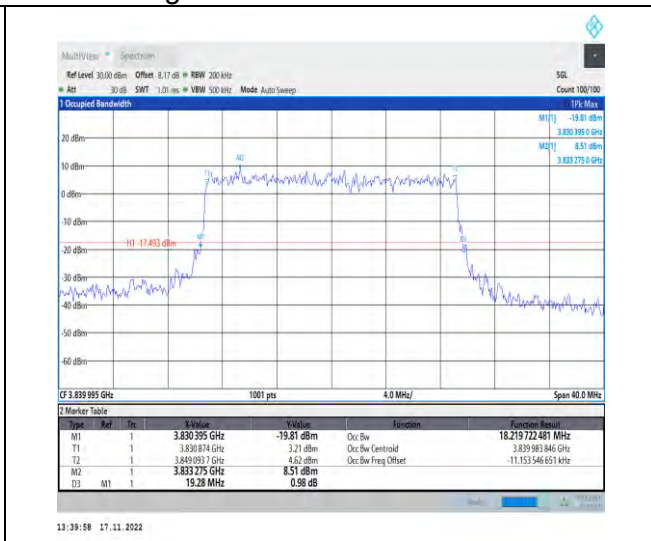 MultiView Spectrum
Ref Level 30.00 dBm Offset 8.17 dB RBW 200 kHz SGL
Att 30 dB SWT 1.01 ms VBW 500 kHz Mode Auto Sweep Count 100/100
1 Occupied Bandwidth 1Pk Max
M1[1] -19.81 dBm
3.830 395 0 GHz
M2[1] 8.51 dBm
3.833 275 0 GHz
20 dBm
10 dBm
0 dBm
-10 dBm
H1 -17.493 dBm
-20 dBm
-30 dBm
-40 dBm
-50 dBm
-60 dBm
M2
T1
T2
M1
D3
CF 3.839 995 GHz 1001 pts 4.0 MHz/ Span 40.0 MHz
2 Marker Table
Type Ref Trc X-Value Y-Value Function Function Result
M1 1 3.830 395 GHz -19.81 dBm Occ Bw 18.219 722 481 MHz
T1 1 3.830 874 GHz 3.21 dBm Occ Bw Centroid 3.839 983 846 GHz
T2 1 3.849 093 7 GHz 4.62 dBm Occ Bw Freq Offset -11.153 546 651 kHz
M2 1 3.833 275 GHz 8.51 dBm
D3 M1 1 19.28 MHz 0.98 dB
13:39:58 17.11.2022